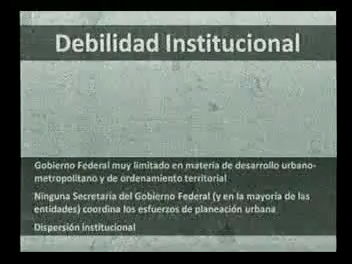 Debilidad Institucional
Gobierno Federal muy limitado en materia de desarrollo urbano-
metropolitano y de ordenamiento territorial
Ninguna Secretaría del Gobierno Federal (y en la mayoría de las
entidades) coordina los esfuerzos de planeación urbana
Dispersión institucional